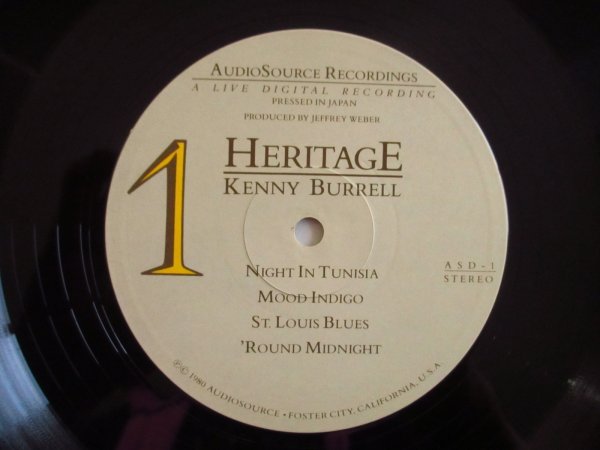 AUDIOSOURCE RECORDINGS
A LIVE DIGITAL RECORDING
PRESSED IN JAPAN
PRODUCED BY JEFFREY WEBER
1
HERITAGE
KENNY BURRELL
NIGHT IN TUNISIA
MOOD INDIGO
ST. LOUIS BLUES
'ROUND MIDNIGHT
ASD-1
STEREO
℗© 1980 AUDIOSOURCE • FOSTER CITY, CALIFORNIA, U.S.A.